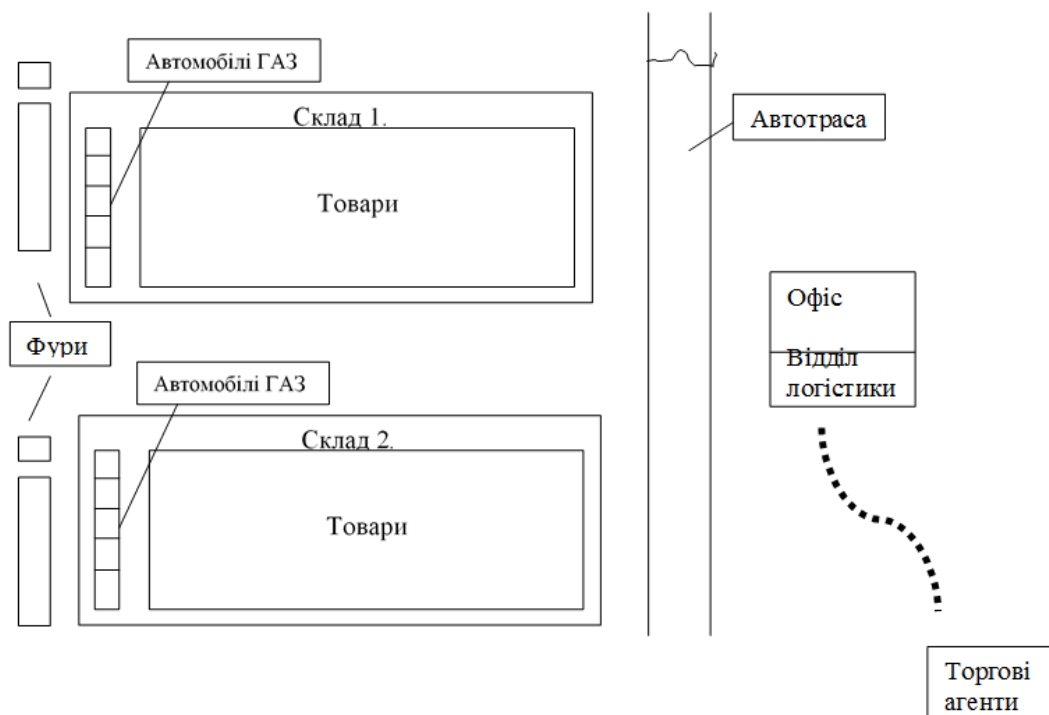 Автомобілі ГАЗ
Склад 1.
Товари
Автотраса
Офіс
Відділ
логістики
Фури
Автомобілі ГАЗ
Склад 2.
Товари
Торгові
агенти